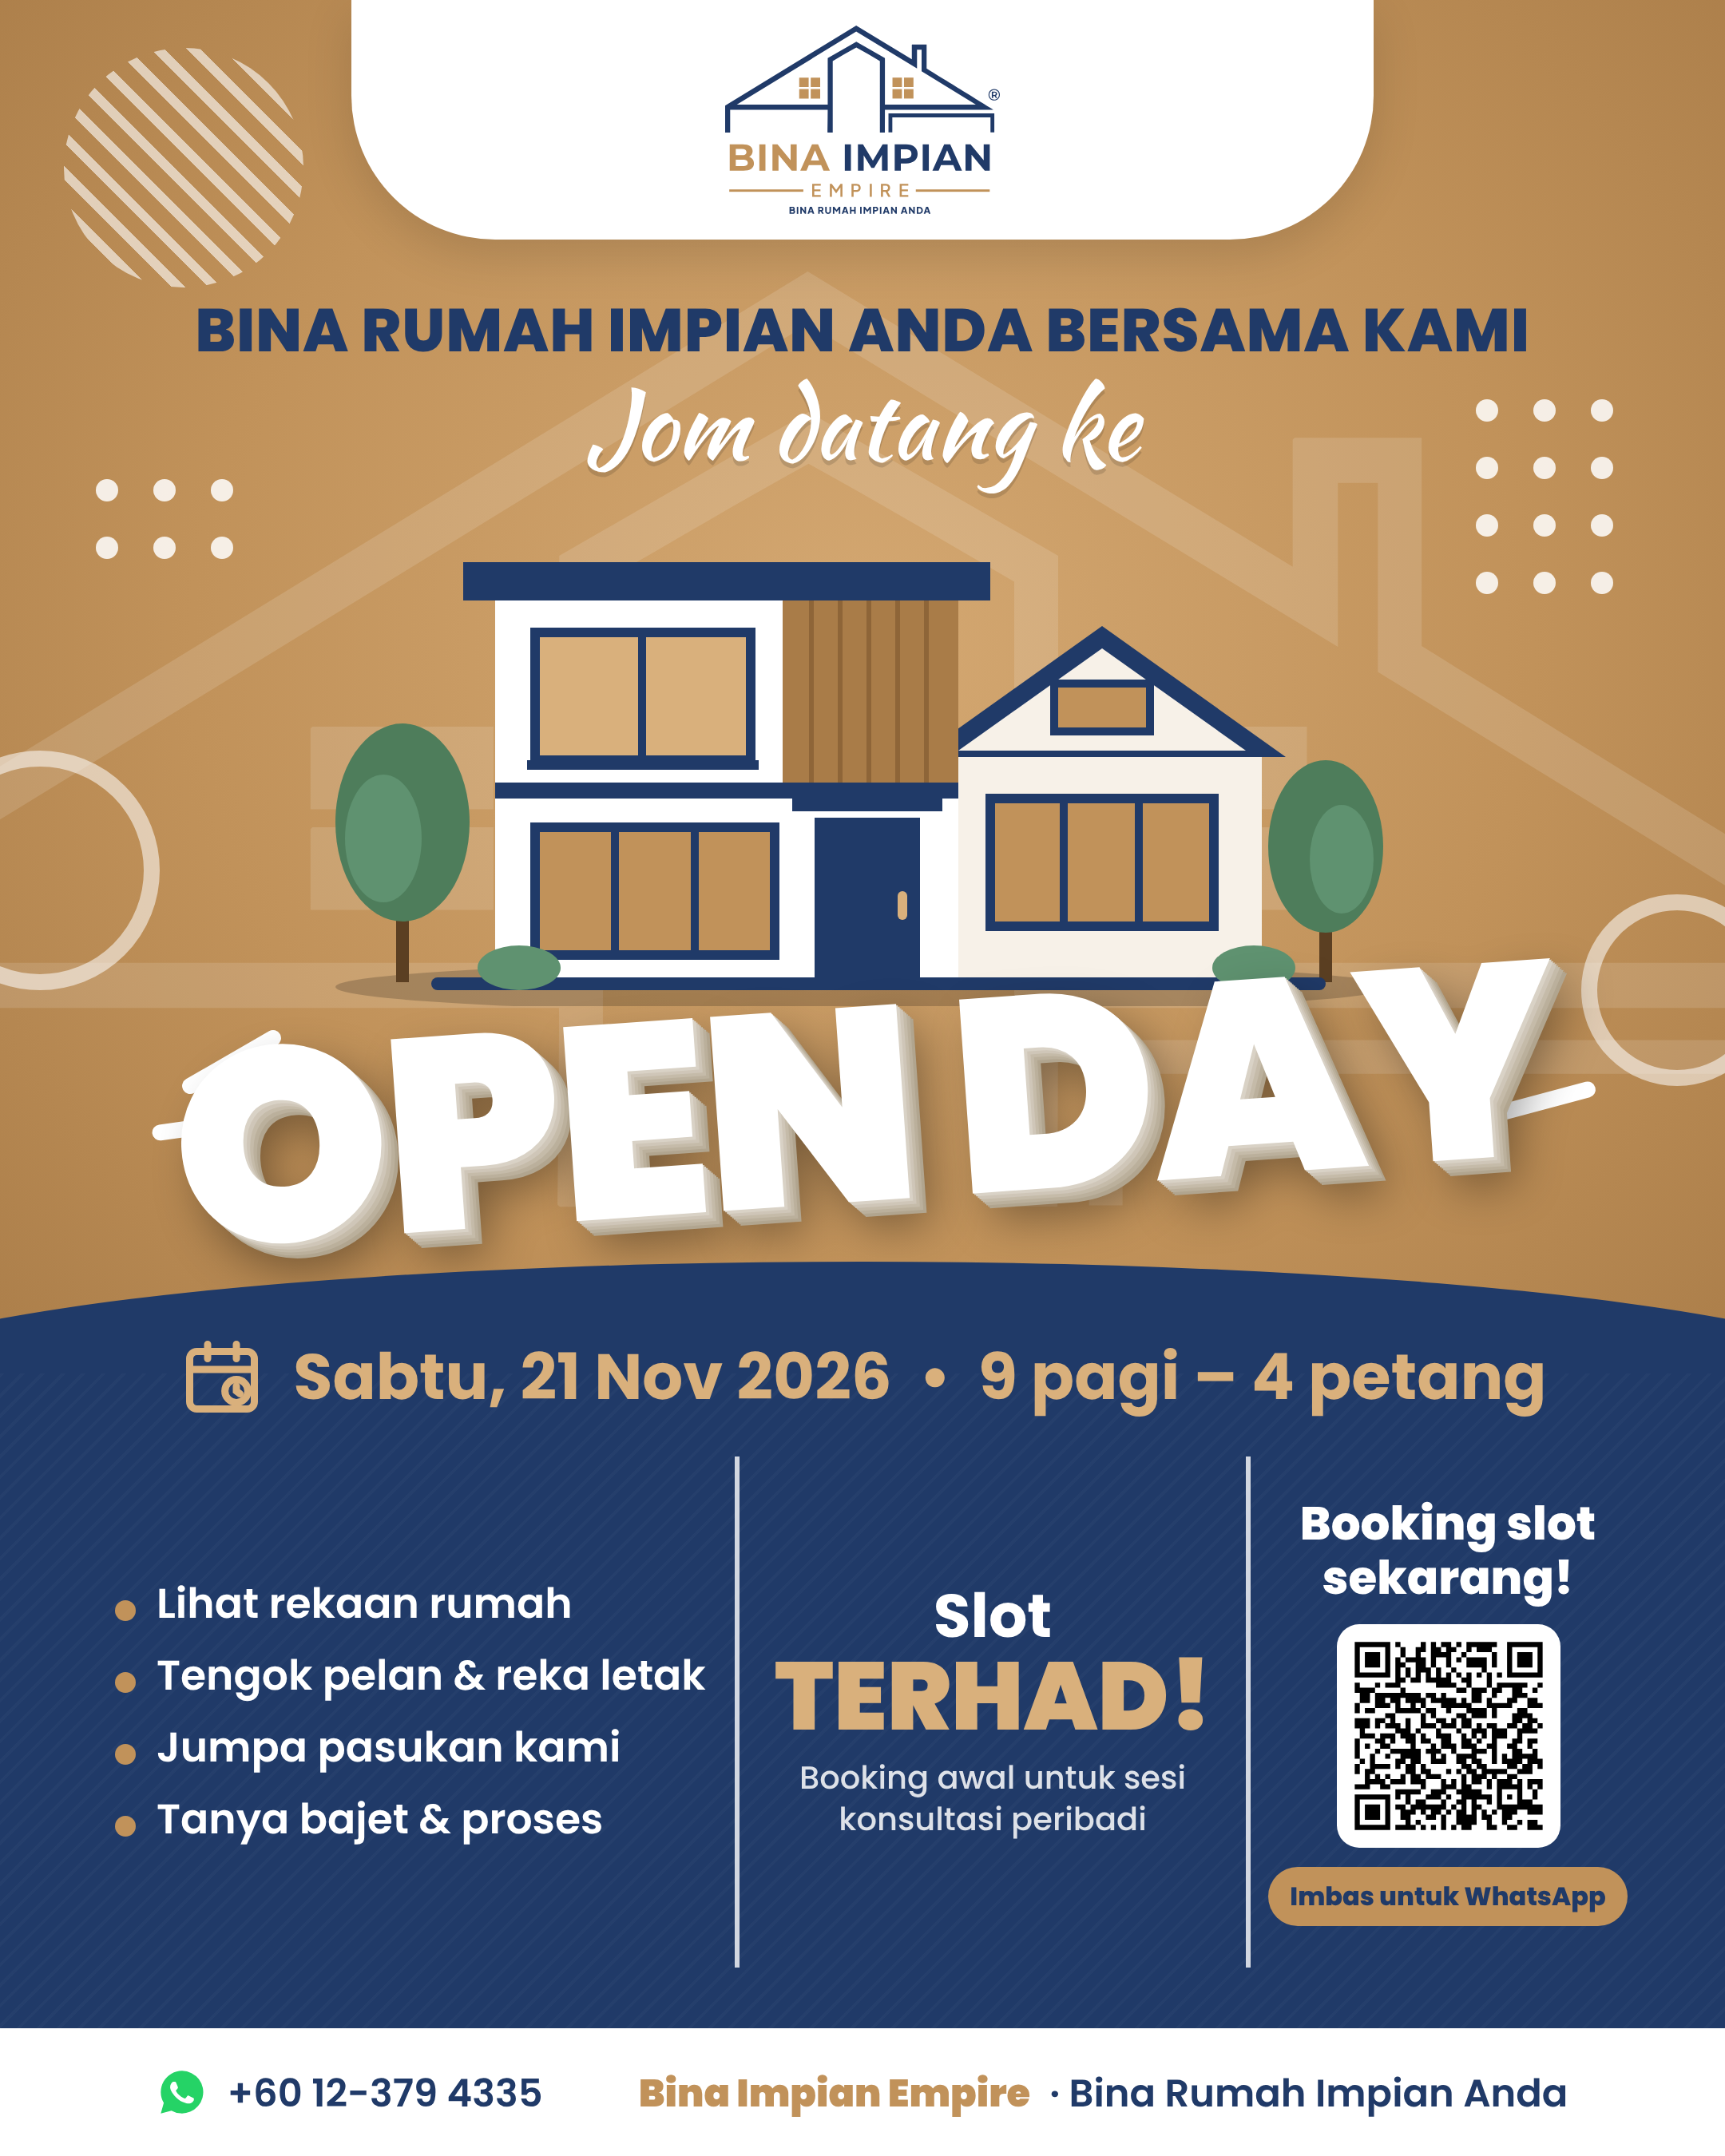 ®
BINA IMPIAN
EMPIRE
BINA RUMAH IMPIAN ANDA
BINA RUMAH IMPIAN ANDA BERSAMA KAMI
Jom datang ke
OPEN DAY
Sabtu, 21 Nov 2026 • 9 pagi – 4 petang
Lihat rekaan rumah
Tengok pelan & reka letak
Jumpa pasukan kami
Tanya bajet & proses
Slot
TERHAD!
Booking awal untuk sesi
konsultasi peribadi
Booking slot
sekarang!
Imbas untuk WhatsApp
+60 12-379 4335
Bina Impian Empire · Bina Rumah Impian Anda